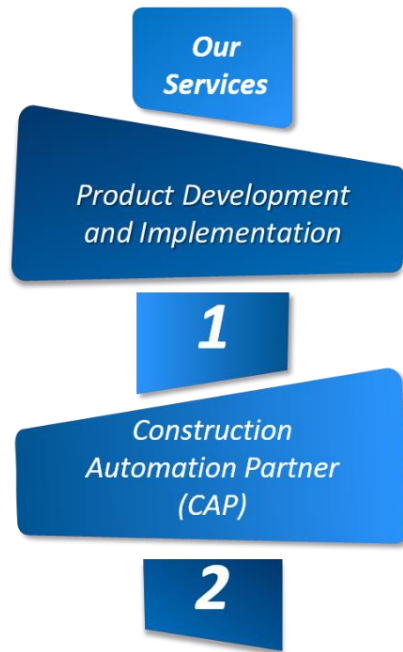 Our
Services
Product Development
and Implementation
1
Construction
Automation Partner
(CAP)
2